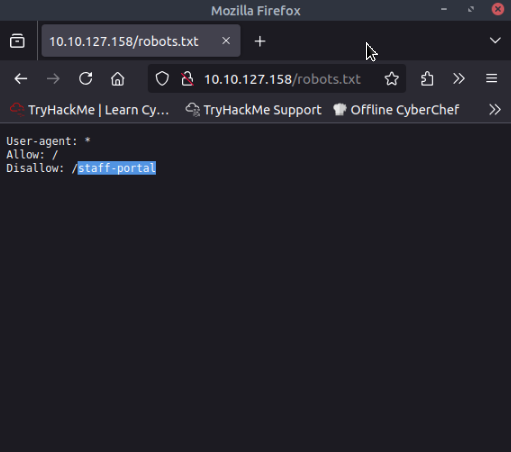 Mozilla Firefox
10.10.127.158/robots.txt
10.10.127.158/robots.txt
TryHackMe | Learn Cy... TryHackMe Support Offline CyberChef
User-agent: *
Allow: /
Disallow: /staff-portal